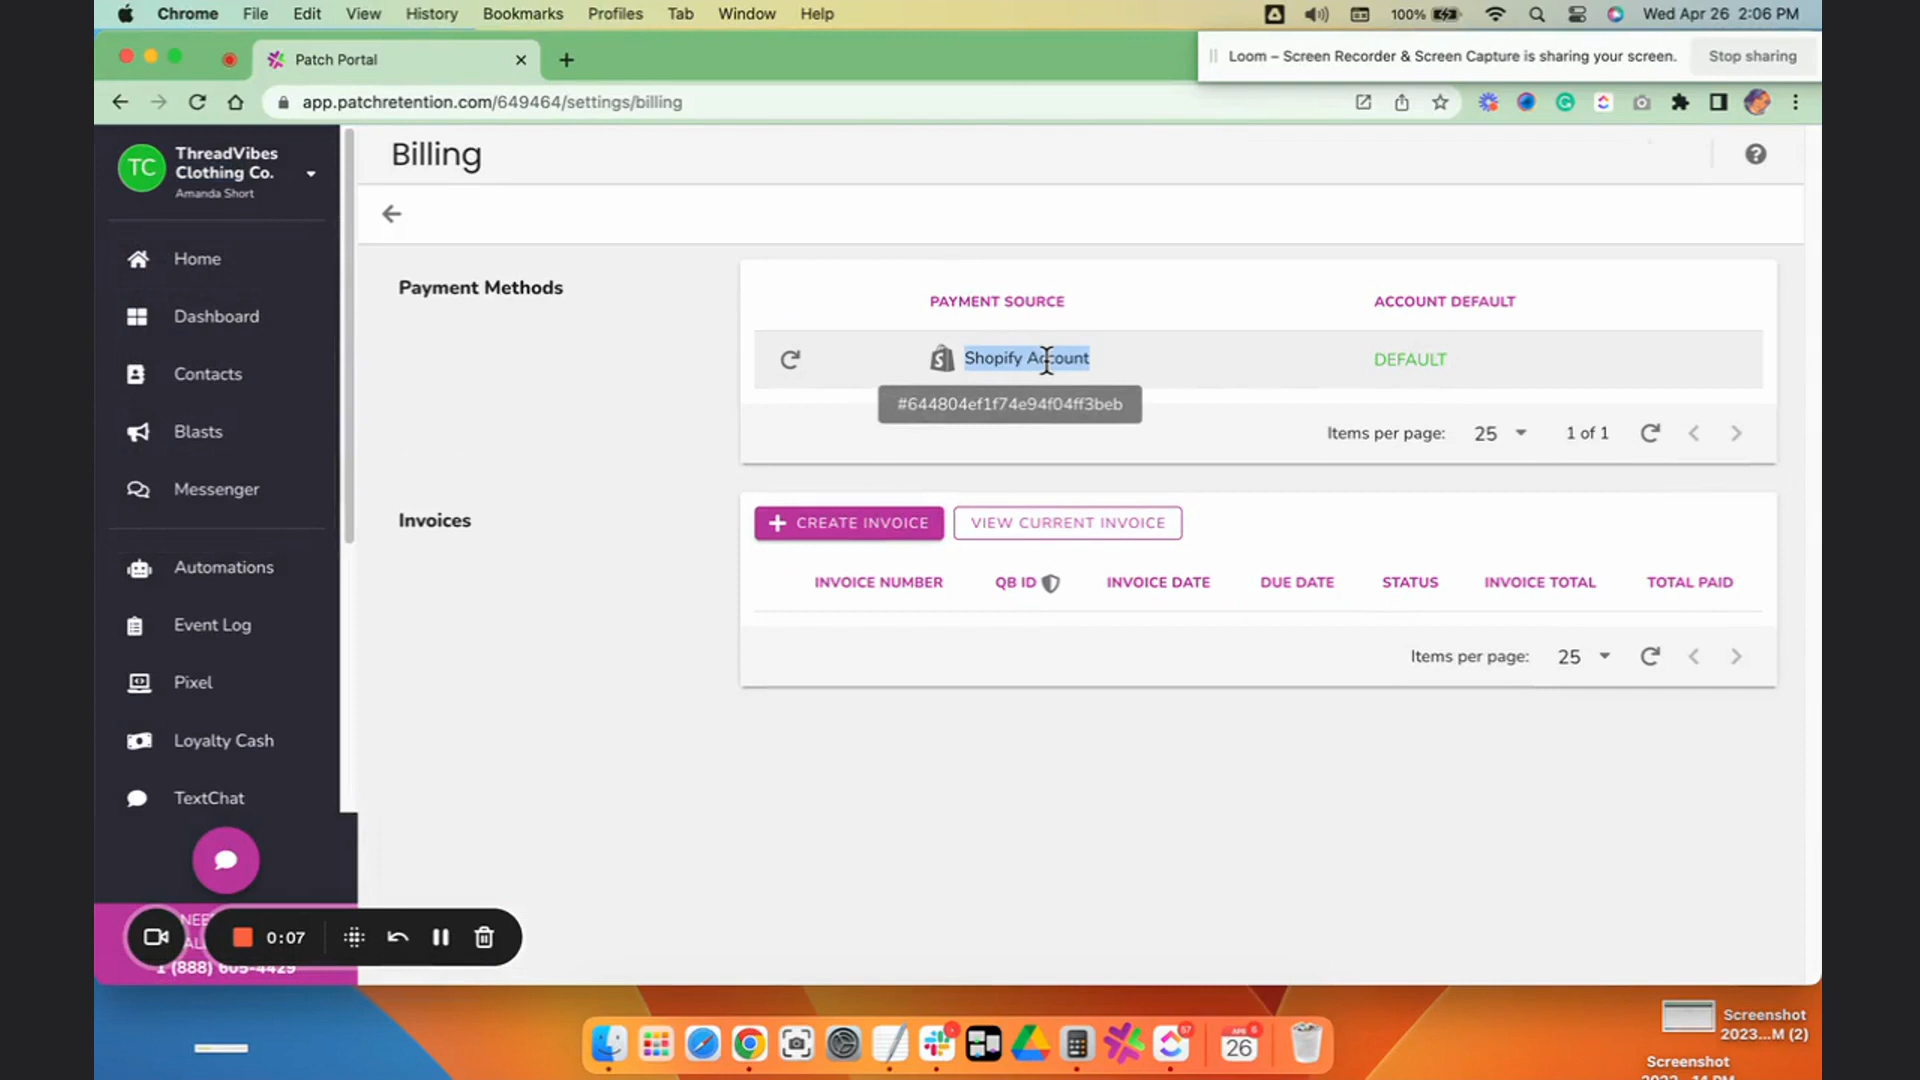 Chrome File Edit View History Bookmarks Profiles Tab Window Help 100% Wed Apr 26 2:06 PM
Patch Portal
Loom – Screen Recorder & Screen Capture is sharing your screen. Stop sharing
app.patchretention.com/649464/settings/billing
TC
ThreadVibes
Clothing Co.
Amanda Short
Home
Dashboard
Contacts
Blasts
Messenger
Automations
Event Log
Pixel
Loyalty Cash
TextChat
0:07
1 (888) 605-4429
Billing
Payment Methods
PAYMENT SOURCE ACCOUNT DEFAULT
Shopify Account DEFAULT
#644804ef1f74e94f04ff3beb
Items per page: 25 1 of 1
Invoices
CREATE INVOICE VIEW CURRENT INVOICE
INVOICE NUMBER QB ID INVOICE DATE DUE DATE STATUS INVOICE TOTAL TOTAL PAID
Items per page: 25
57
26
Screenshot
2023...M (2)
Screenshot